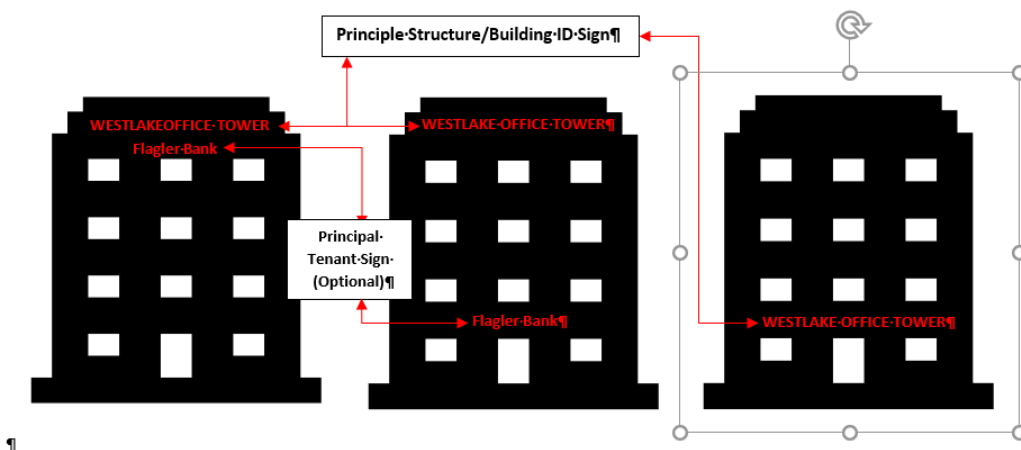 Principle·Structure/Building·ID·Sign¶
WESTLAKEOFFICE·TOWER
WESTLAKE·OFFICE·TOWER¶
Flagler·Bank
Principal·
Tenant·Sign·
(Optional)¶
Flagler·Bank¶
WESTLAKE·OFFICE·TOWER¶
¶